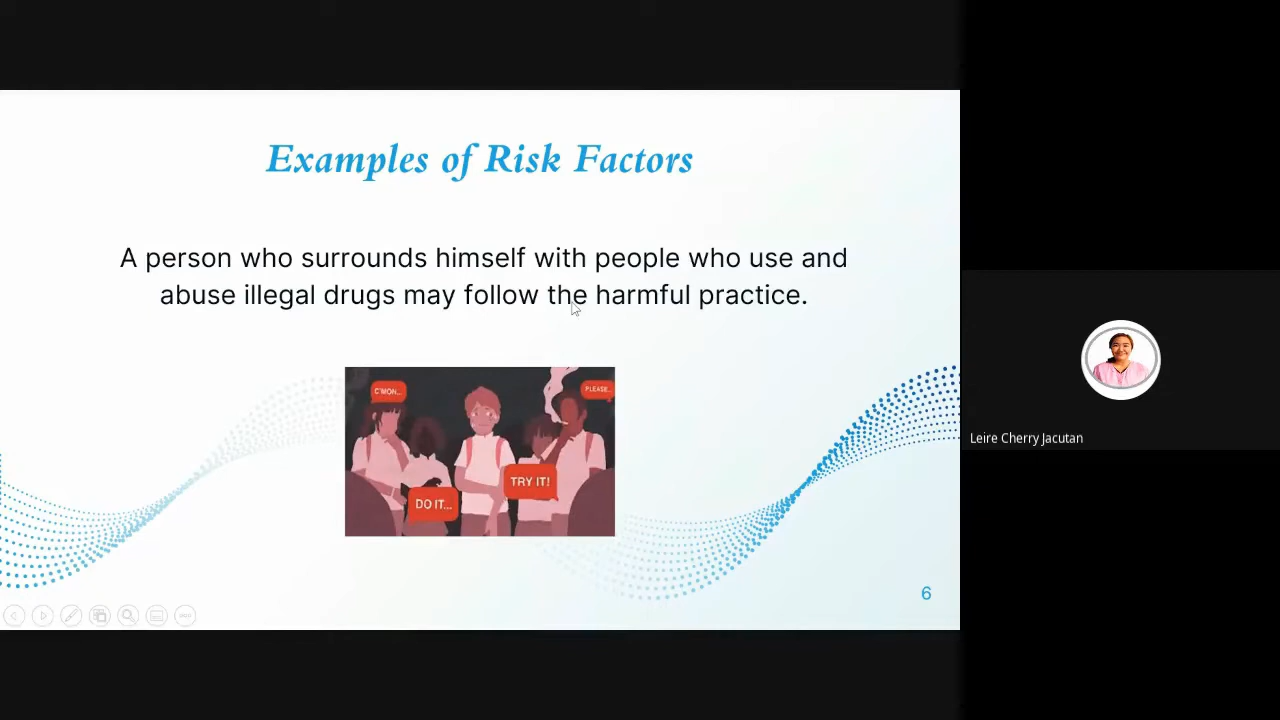 Examples of Risk Factors
A person who surrounds himself with people who use and
abuse illegal drugs may follow the harmful practice.
C'MON...
PLEASE...
TRY IT!
DO IT...
6
Leire Cherry Jacutan